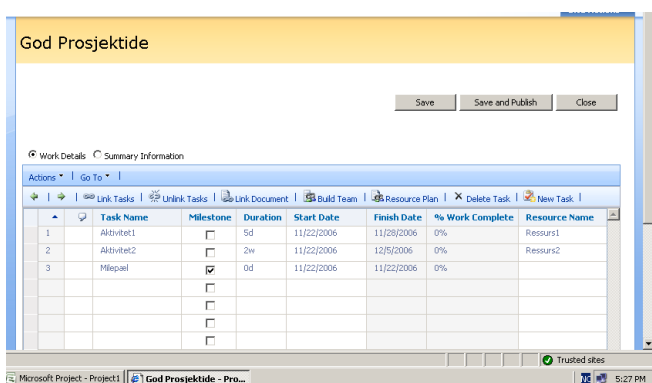 God Prosjektide
Save Save and Publish Close
Work Details Summary Information
Actions Go To
Link Tasks Unlink Tasks Link Document Build Team Resource Plan Delete Task New Task
Task Name Milestone Duration Start Date Finish Date % Work Complete Resource Name
1 Aktivitet1 5d 11/22/2006 11/28/2006 0% Ressurs1
2 Aktivitet2 2w 11/22/2006 12/5/2006 0% Ressurs2
3 Milepæl 0d 11/22/2006 11/22/2006 0%
Trusted sites
Microsoft Project - Project1 God Prosjektide - Pro... 5:27 PM